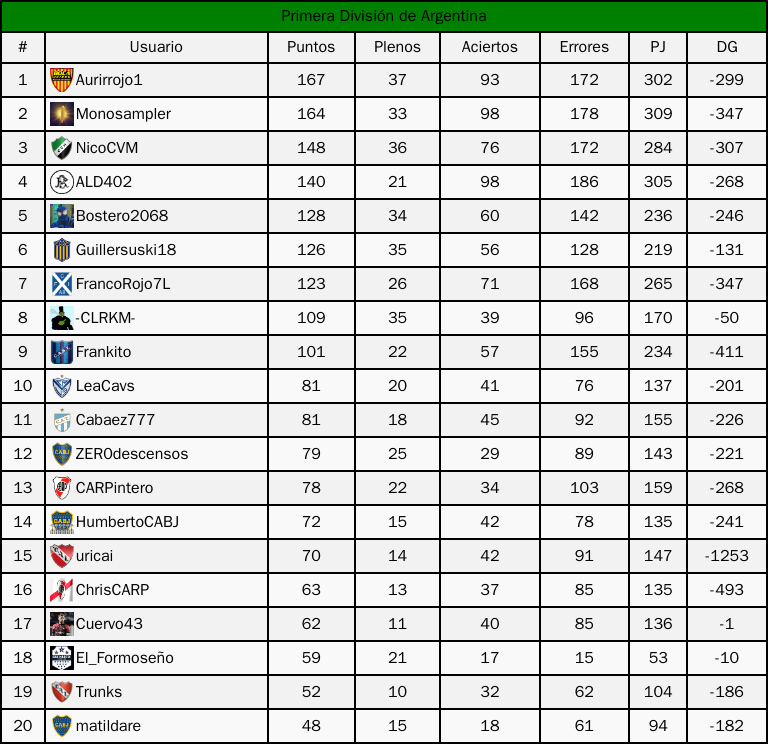 Primera División de Argentina
# Usuario Puntos Plenos Aciertos Errores PJ DG
1 Aurirrojo1 167 37 93 172 302 -299
2 Monosampler 164 33 98 178 309 -347
3 NicoCVM 148 36 76 172 284 -307
4 ALD402 140 21 98 186 305 -268
5 Bostero2068 128 34 60 142 236 -246
6 Guillersuski18 126 35 56 128 219 -131
7 FrancoRojo7L 123 26 71 168 265 -347
8 -CLRKM- 109 35 39 96 170 -50
9 Frankito 101 22 57 155 234 -411
10 LeaCavs 81 20 41 76 137 -201
11 Cabaez777 81 18 45 92 155 -226
12 ZEROdescensos 79 25 29 89 143 -221
13 CARPintero 78 22 34 103 159 -268
14 HumbertoCABJ 72 15 42 78 135 -241
15 uricai 70 14 42 91 147 -1253
16 ChrisCARP 63 13 37 85 135 -493
17 Cuervo43 62 11 40 85 136 -1
18 El_Formoseño 59 21 17 15 53 -10
19 Trunks 52 10 32 62 104 -186
20 matildare 48 15 18 61 94 -182